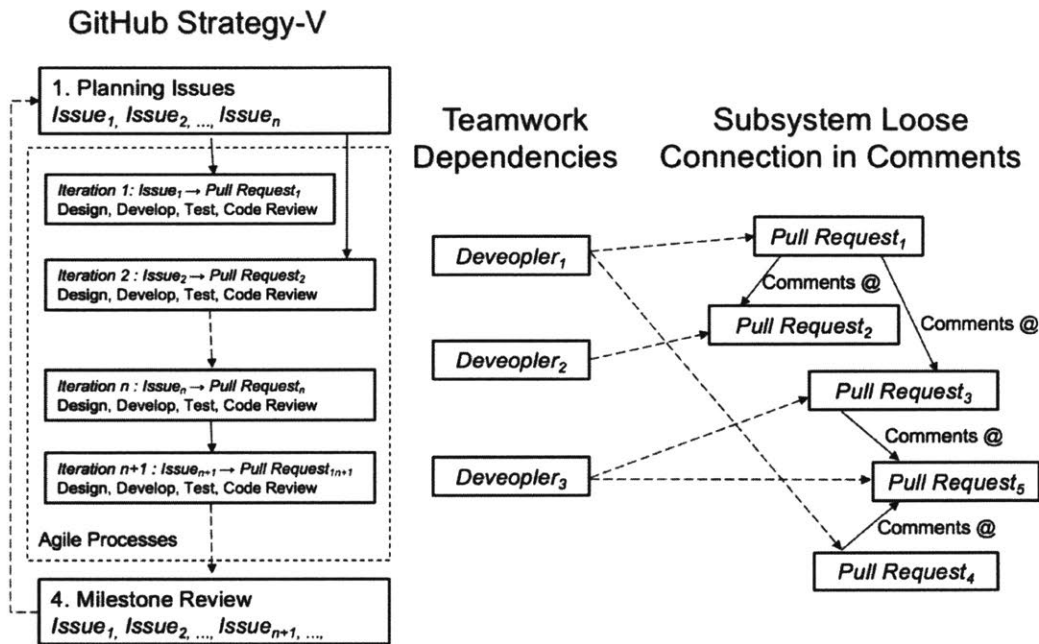 GitHub Strategy-V
1. Planning Issues
Issue1, Issue2, ..., Issuen
Iteration 1: Issue1 → Pull Request1
Design, Develop, Test, Code Review
Iteration 2 : Issue2 → Pull Request2
Design, Develop, Test, Code Review
Iteration n : Issuen → Pull Requestn
Design, Develop, Test, Code Review
Iteration n+1 : Issuen+1 → Pull Request1n+1
Design, Develop, Test, Code Review
Agile Processes
4. Milestone Review
Issue1, Issue2, ..., Issuen+1, ...,
Teamwork
Dependencies
Deveopler1
Deveopler2
Deveopler3
Subsystem Loose
Connection in Comments
Pull Request1
Comments @
Pull Request2
Comments @
Pull Request3
Comments @
Pull Request5
Comments @
Pull Request4